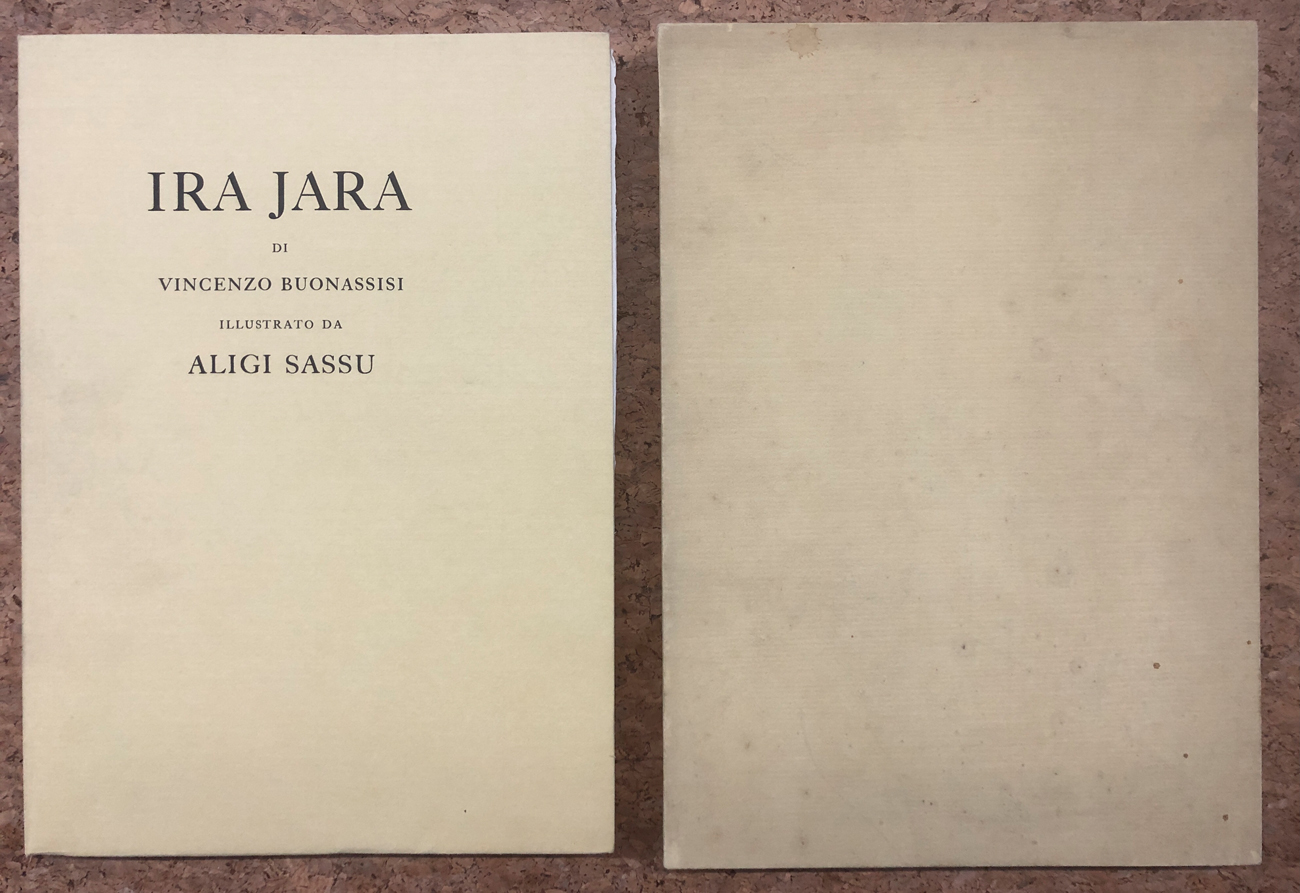 IRA JARA
DI
VINCENZO BUONASSISI
ILLUSTRATO DA
ALIGI SASSU